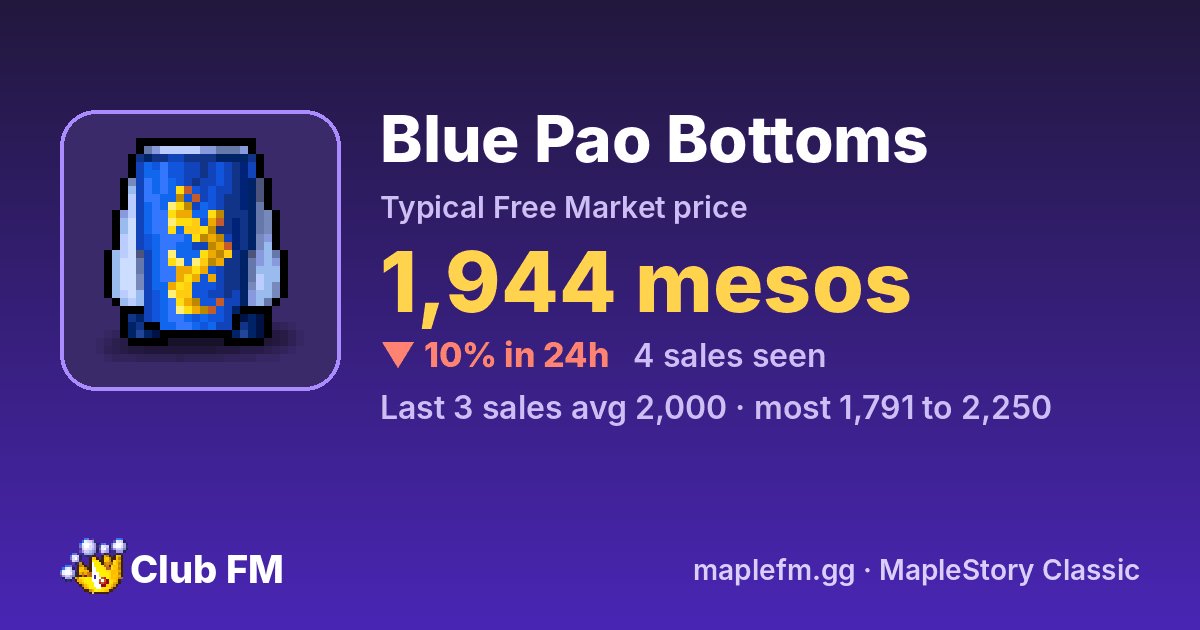 Blue Pao Bottoms
Typical Free Market price
1,944 mesos
▼ 10% in 24h 4 sales seen
Last 3 sales avg 2,000 · most 1,791 to 2,250
Club FM
maplefm.gg · MapleStory Classic